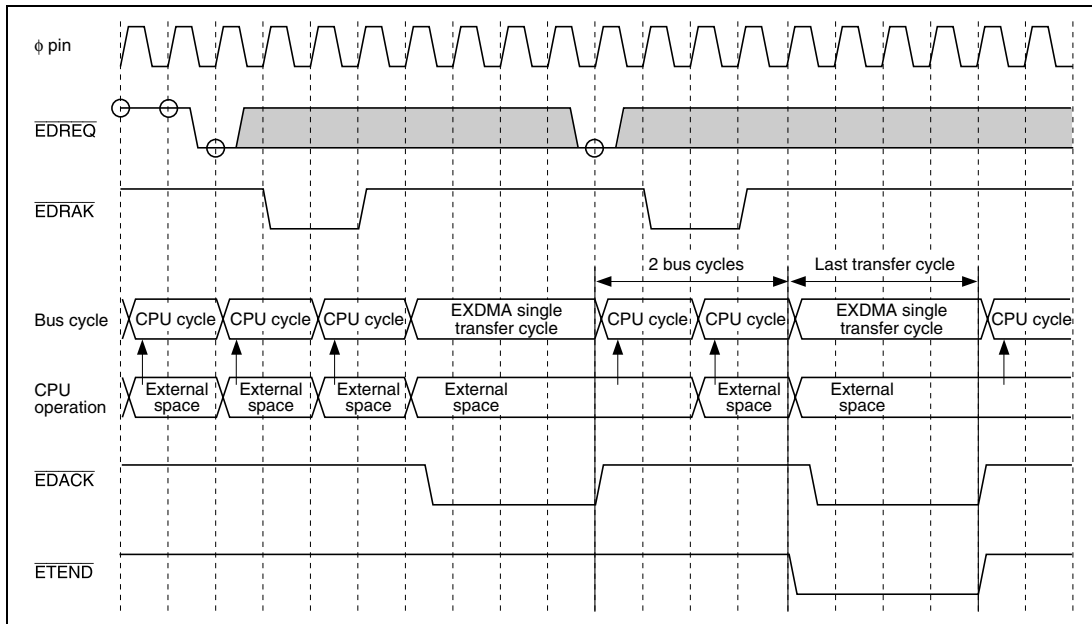 ϕ pin
EDREQ
EDRAK
2 bus cycles Last transfer cycle
Bus cycle CPU cycle CPU cycle CPU cycle EXDMA single transfer cycle CPU cycle CPU cycle EXDMA single transfer cycle CPU cycle
CPU operation External space External space External space External space External space External space
EDACK
ETEND